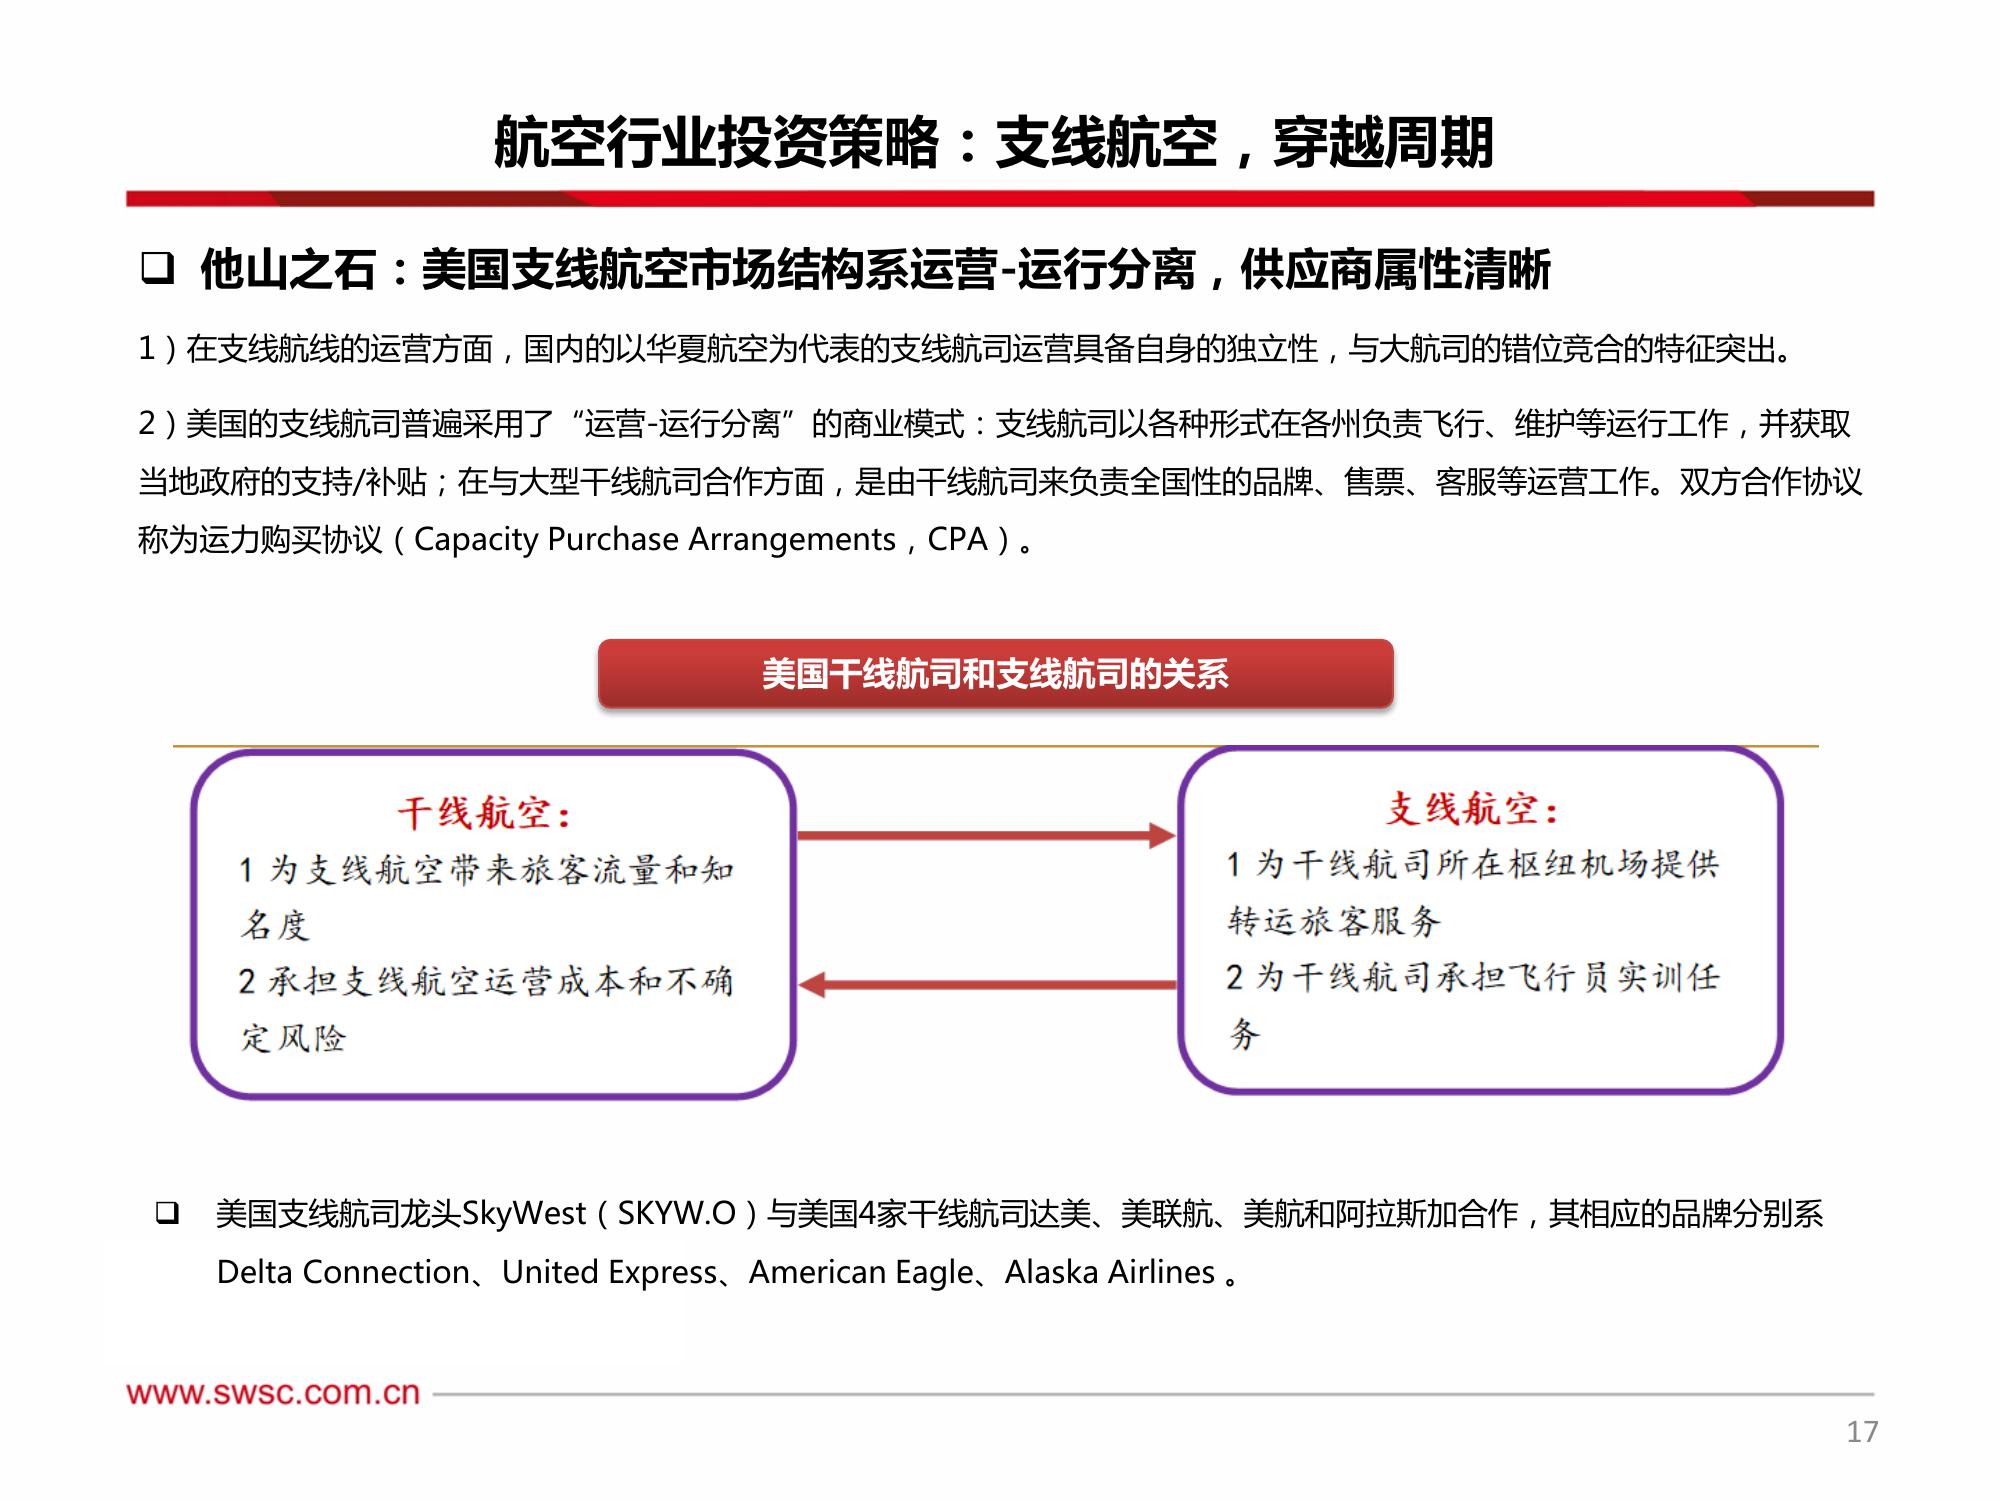 航空行业投资策略：支线航空，穿越周期
他山之石：美国支线航空市场结构系运营-运行分离，供应商属性清晰
1）在支线航线的运营方面，国内的以华夏航空为代表的支线航司运营具备自身的独立性，与大航司的错位竞合的特征突出。
2）美国的支线航司普遍采用了“运营-运行分离”的商业模式：支线航司以各种形式在各州负责飞行、维护等运行工作，并获取
当地政府的支持/补贴；在与大型干线航司合作方面，是由干线航司来负责全国性的品牌、售票、客服等运营工作。双方合作协议
称为运力购买协议（Capacity Purchase Arrangements，CPA）。
美国干线航司和支线航司的关系
干线航空：
1 为支线航空带来旅客流量和知
名度
2 承担支线航空运营成本和不确
定风险
支线航空：
1 为干线航司所在枢纽机场提供
转运旅客服务
2 为干线航司承担飞行员实训任
务
美国支线航司龙头SkyWest（SKYW.O）与美国4家干线航司达美、美联航、美航和阿拉斯加合作，其相应的品牌分别系
Delta Connection、United Express、American Eagle、Alaska Airlines 。
www.swsc.com.cn
17